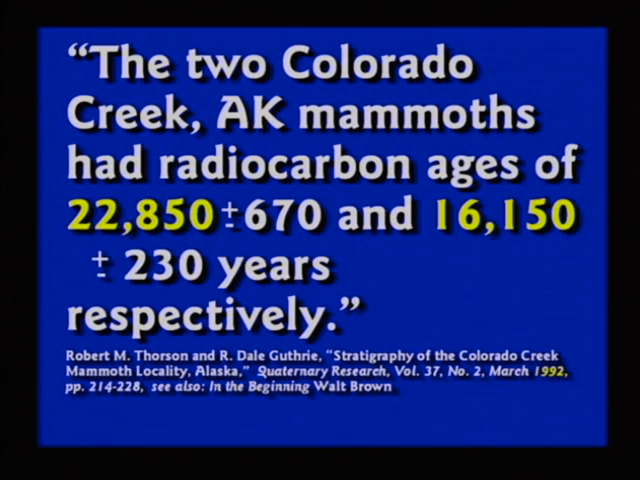 “The two Colorado
Creek, AK mammoths
had radiocarbon ages of
22,850 ± 670 and 16,150
± 230 years
respectively.”
Robert M. Thorson and R. Dale Guthrie, “Stratigraphy of the Colorado Creek
Mammoth Locality, Alaska,” Quaternary Research, Vol. 37, No. 2, March 1992,
pp. 214-228, see also: In the Beginning Walt Brown